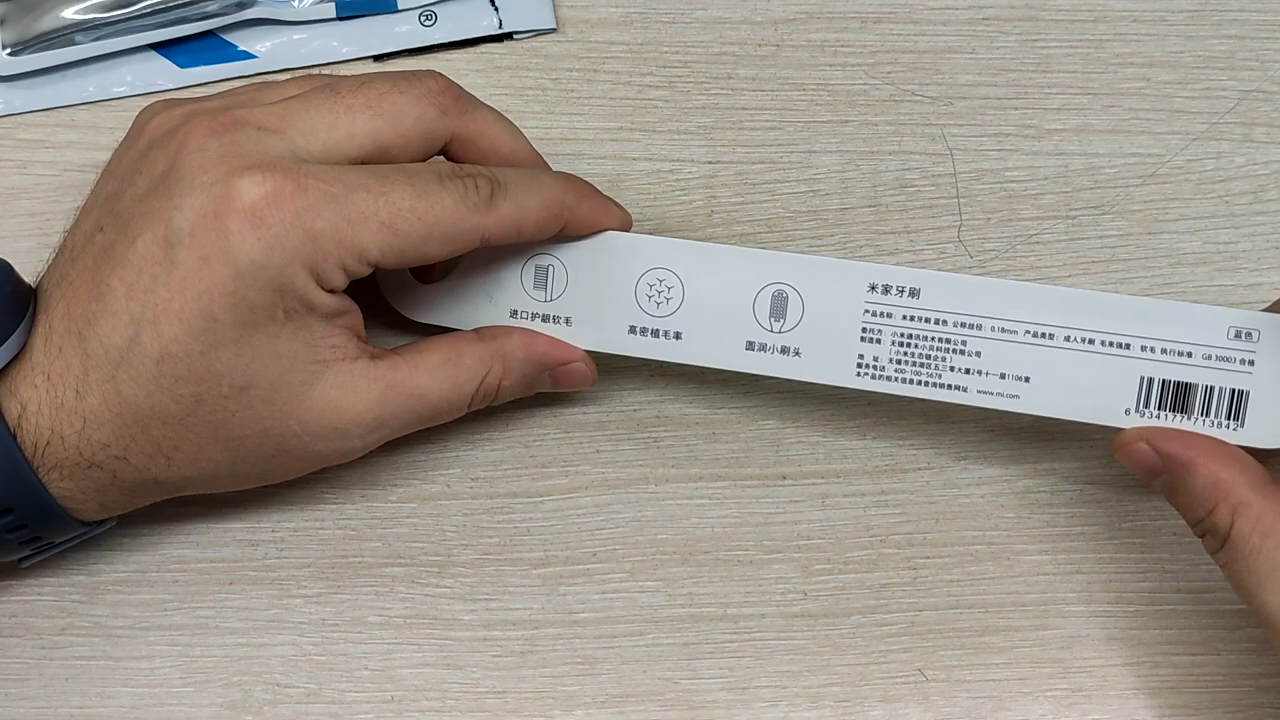 ®
进口护龈软毛
高密植毛率
圆润小刷头
米家牙刷
蓝色
产品名称：米家牙刷 蓝色 公称丝径：0.18mm 产品类型：成人牙刷 毛束强度：软毛 执行标准：GB 30003 合格
委托方：小米通讯技术有限公司
制造商：无锡青禾小贝科技有限公司
（小米生态链企业）
地 址：无锡市滨湖区五三零大厦2号十一层1106室
服务电话：400-100-5678
本产品的相关信息请查询销售网址：www.mi.com
6 934177 713842